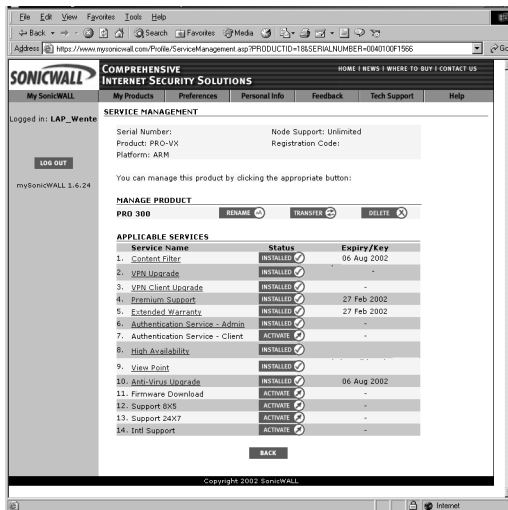 File Edit View Favorites Tools Help
Back Search Favorites Media
Address https://www.mysonicwall.com/Profile/ServiceManagement.asp?PRODUCTID=18&SERIALNUMBER=0040100F1566 Go
SONICWALL
COMPREHENSIVE
INTERNET SECURITY SOLUTIONS
HOME | NEWS | WHERE TO BUY | CONTACT US
My SonicWALL My Products Preferences Personal Info Feedback Tech Support Help
Logged in: LAP_Wente
LOG OUT
mySonicWALL 1.6.24
SERVICE MANAGEMENT
Serial Number: Node Support: Unlimited
Product: PRO-VX Registration Code:
Platform: ARM
You can manage this product by clicking the appropriate button:
MANAGE PRODUCT
PRO 300 RENAME TRANSFER DELETE
APPLICABLE SERVICES
Service Name Status Expiry/Key
1. Content Filter INSTALLED 06 Aug 2002
2. VPN Upgrade INSTALLED -
3. VPN Client Upgrade INSTALLED -
4. Premium Support INSTALLED 27 Feb 2002
5. Extended Warranty INSTALLED 27 Feb 2002
6. Authentication Service - Admin INSTALLED -
7. Authentication Service - Client ACTIVATE -
8. High Availability INSTALLED
9. View Point INSTALLED
10. Anti-Virus Upgrade INSTALLED 06 Aug 2002
11. Firmware Download ACTIVATE -
12. Support 8X5 ACTIVATE -
13. Support 24X7 ACTIVATE -
14. Intl Support ACTIVATE -
BACK
Copyright 2002 SonicWALL
Internet